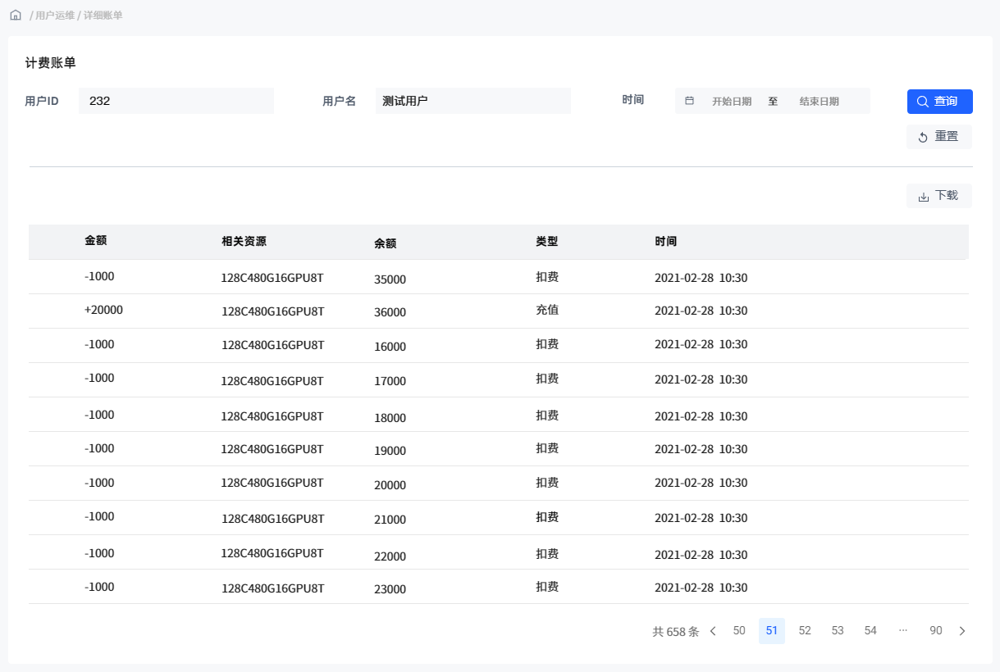 / 用户运维 / 详细账单
计费账单
用户ID 232 用户名 测试用户 时间 开始日期 至 结束日期 查询
重置
下载
金额 相关资源 余额 类型 时间
-1000 128C480G16GPU8T 35000 扣费 2021-02-28 10:30
+20000 128C480G16GPU8T 36000 充值 2021-02-28 10:30
-1000 128C480G16GPU8T 16000 扣费 2021-02-28 10:30
-1000 128C480G16GPU8T 17000 扣费 2021-02-28 10:30
-1000 128C480G16GPU8T 18000 扣费 2021-02-28 10:30
-1000 128C480G16GPU8T 19000 扣费 2021-02-28 10:30
-1000 128C480G16GPU8T 20000 扣费 2021-02-28 10:30
-1000 128C480G16GPU8T 21000 扣费 2021-02-28 10:30
-1000 128C480G16GPU8T 22000 扣费 2021-02-28 10:30
-1000 128C480G16GPU8T 23000 扣费 2021-02-28 10:30
共 658 条 50 51 52 53 54 ··· 90